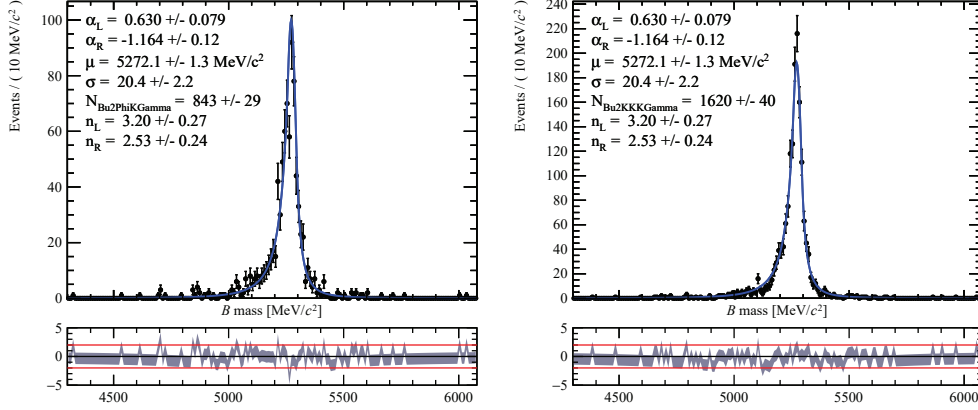 Events / ( 10 MeV/c² )
α_L = 0.630 +/- 0.079
α_R = -1.164 +/- 0.12
μ = 5272.1 +/- 1.3 MeV/c²
σ = 20.4 +/- 2.2
N_Bu2PhiKGamma = 843 +/- 29
n_L = 3.20 +/- 0.27
n_R = 2.53 +/- 0.24
100
80
60
40
20
0
B mass [MeV/c²]
5
0
−5
4500 5000 5500 6000
Events / ( 10 MeV/c² )
α_L = 0.630 +/- 0.079
α_R = -1.164 +/- 0.12
μ = 5272.1 +/- 1.3 MeV/c²
σ = 20.4 +/- 2.2
N_Bu2KKKGamma = 1620 +/- 40
n_L = 3.20 +/- 0.27
n_R = 2.53 +/- 0.24
240
220
200
180
160
140
120
100
80
60
40
20
0
B mass [MeV/c²]
5
0
−5
4500 5000 5500 6000